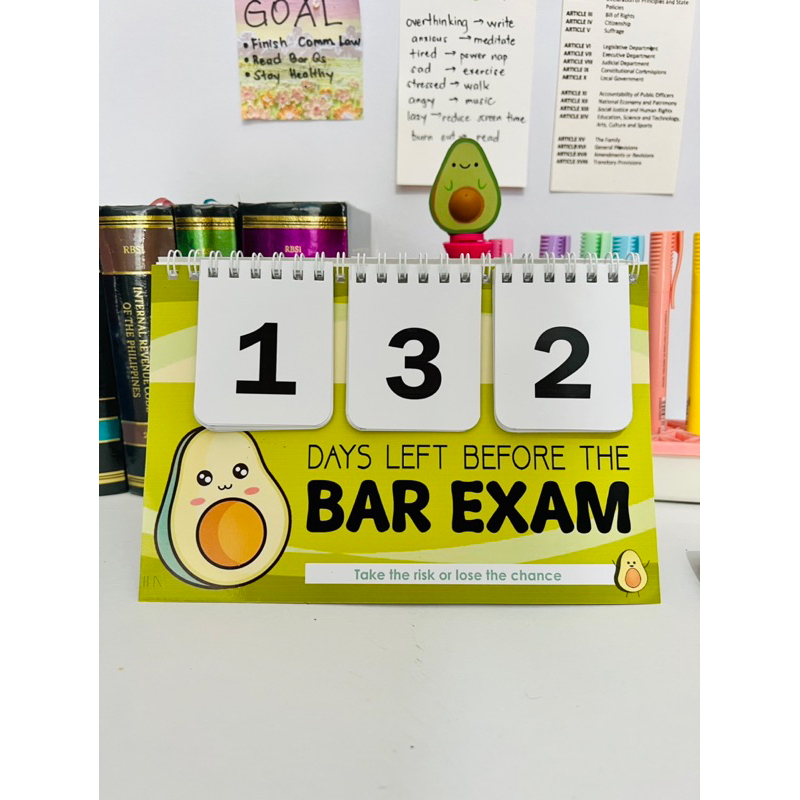 GOAL
• Finish Comm Law
• Read Bar Qs
• Stay Healthy
overthinking → write
anxious → meditate
tired → power nap
sad → exercise
stressed → walk
angry → music
lazy → reduce screen time
burn out → read
Declaration of Principles and State
Policies
ARTICLE III Bill of Rights
ARTICLE IV Citizenship
ARTICLE V Suffrage
ARTICLE VI Legislative Department
ARTICLE VII Executive Department
ARTICLE VIII Judicial Department
ARTICLE IX Constitutional Commissions
ARTICLE X Local Government
ARTICLE XI Accountability of Public Officers
ARTICLE XII National Economy and Patrimony
ARTICLE XIII Social Justice and Human Rights
ARTICLE XIV Education, Science and Technology,
Arts, Culture and Sports
ARTICLE XV The Family
ARTICLE XVI General Provisions
ARTICLE XVII Amendments or Revisions
ARTICLE XVIII Transitory Provisions
RBSI
INTERNAL REVENUE CODE
OF THE PHILIPPINES
RBSI
1 3 2
DAYS LEFT BEFORE THE
BAR EXAM
Take the risk or lose the chance